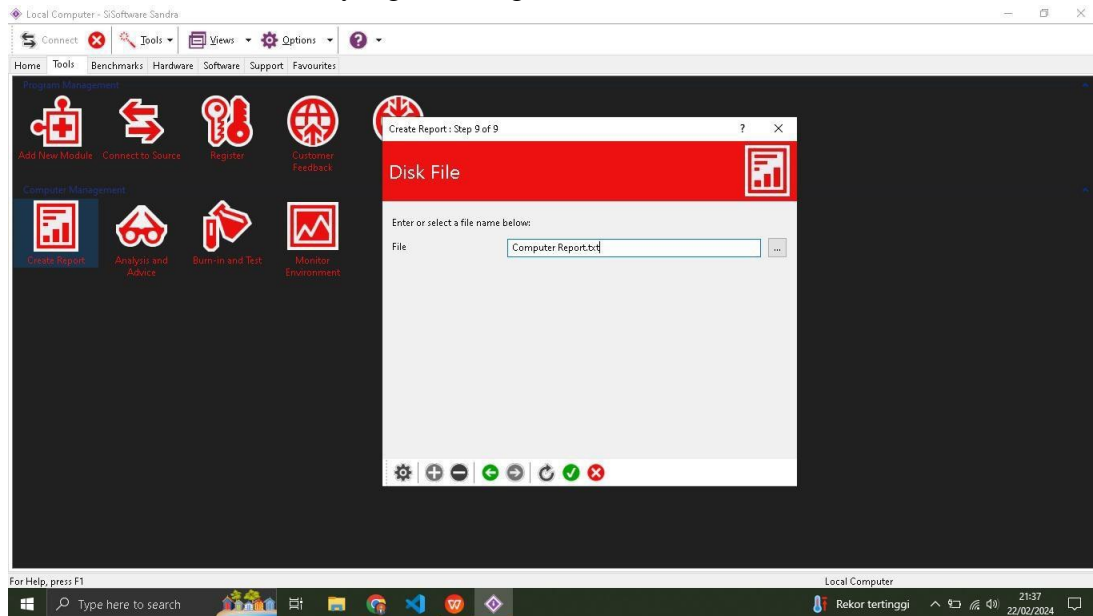 Local Computer - SiSoftware Sandra
Connect Tools Views Options
Home Tools Benchmarks Hardware Software Support Favourites
Program Management
Add New Module Connect to Source Register Customer Feedback
Computer Management
Create Report Analysis and Advice Burn-in and Test Monitor Environment
Create Report : Step 9 of 9 ?
Disk File
Enter or select a file name below:
File Computer Report.txt ...
For Help, press F1 Local Computer
Type here to search Rekor tertinggi 21:37
22/02/2024